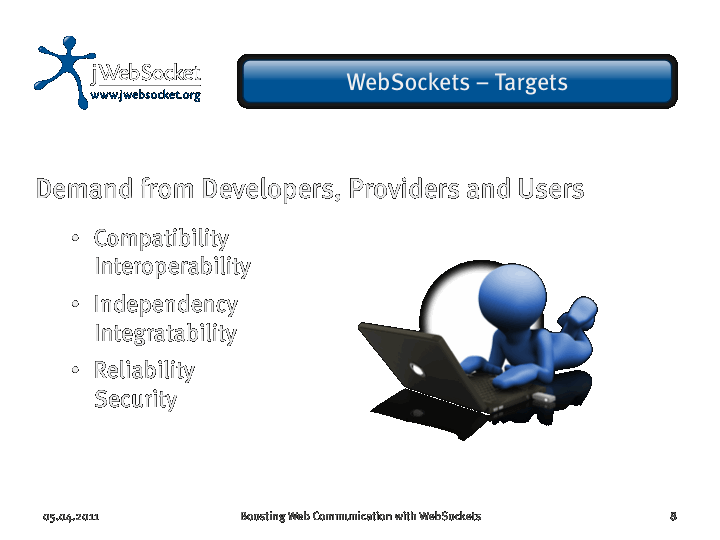 jWebSocket
www.jwebsocket.org
WebSockets – Targets
Demand from Developers, Providers and Users
• Compatibility
Interoperability
• Independency
Integratability
• Reliability
Security
05.04.2011
Boosting Web Communication with WebSockets
8